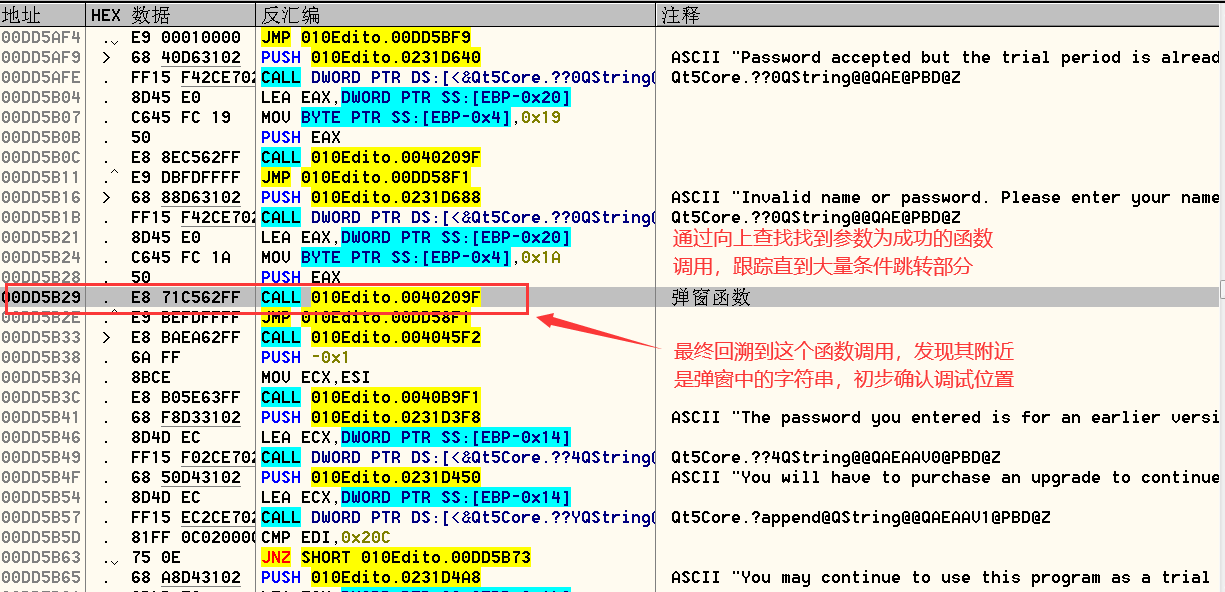 地址 HEX 数据 反汇编 注释
00DD5AF4 .⌄ E9 00010000 JMP 010Edito.00DD5BF9
00DD5AF9 > 68 40D63102 PUSH 010Edito.0231D640 ASCII "Password accepted but the trial period is alread
00DD5AFE . FF15 F42CE702 CALL DWORD PTR DS:[<&Qt5Core.??0QString( Qt5Core.??0QString@@QAE@PBD@Z
00DD5B04 . 8D45 E0 LEA EAX,DWORD PTR SS:[EBP-0x20]
00DD5B07 . C645 FC 19 MOV BYTE PTR SS:[EBP-0x4],0x19
00DD5B0B . 50 PUSH EAX
00DD5B0C . E8 8EC562FF CALL 010Edito.0040209F
00DD5B11 .^ E9 DBFDFFFF JMP 010Edito.00DD58F1
00DD5B16 > 68 88D63102 PUSH 010Edito.0231D688 ASCII "Invalid name or password. Please enter your name
00DD5B1B . FF15 F42CE702 CALL DWORD PTR DS:[<&Qt5Core.??0QString( Qt5Core.??0QString@@QAE@PBD@Z
00DD5B21 . 8D45 E0 LEA EAX,DWORD PTR SS:[EBP-0x20]
通过向上查找找到参数为成功的函数
00DD5B24 . C645 FC 1A MOV BYTE PTR SS:[EBP-0x4],0x1A
调用，跟踪直到大量条件跳转部分
00DD5B28 . 50 PUSH EAX
00DD5B29 . E8 71C562FF CALL 010Edito.0040209F 弹窗函数
00DD5B2E .^ E9 BEFDFFFF JMP 010Edito.00DD58F1
00DD5B33 > E8 BAEA62FF CALL 010Edito.004045F2
最终回溯到这个函数调用，发现其附近
00DD5B38 . 6A FF PUSH -0x1
是弹窗中的字符串，初步确认调试位置
00DD5B3A . 8BCE MOV ECX,ESI
00DD5B3C . E8 B05E63FF CALL 010Edito.0040B9F1
00DD5B41 . 68 F8D33102 PUSH 010Edito.0231D3F8 ASCII "The password you entered is for an earlier versi
00DD5B46 . 8D4D EC LEA ECX,DWORD PTR SS:[EBP-0x14]
00DD5B49 . FF15 F02CE702 CALL DWORD PTR DS:[<&Qt5Core.??4QString( Qt5Core.??4QString@@QAEAAV0@PBD@Z
00DD5B4F . 68 50D43102 PUSH 010Edito.0231D450 ASCII "You will have to purchase an upgrade to continue
00DD5B54 . 8D4D EC LEA ECX,DWORD PTR SS:[EBP-0x14]
00DD5B57 . FF15 EC2CE702 CALL DWORD PTR DS:[<&Qt5Core.??YQString( Qt5Core.?append@QString@@QAEAAV1@PBD@Z
00DD5B5D . 81FF 0C020000 CMP EDI,0x20C
00DD5B63 .⌄ 75 0E JNZ SHORT 010Edito.00DD5B73
00DD5B65 . 68 A8D43102 PUSH 010Edito.0231D4A8 ASCII "You may continue to use this program as a trial